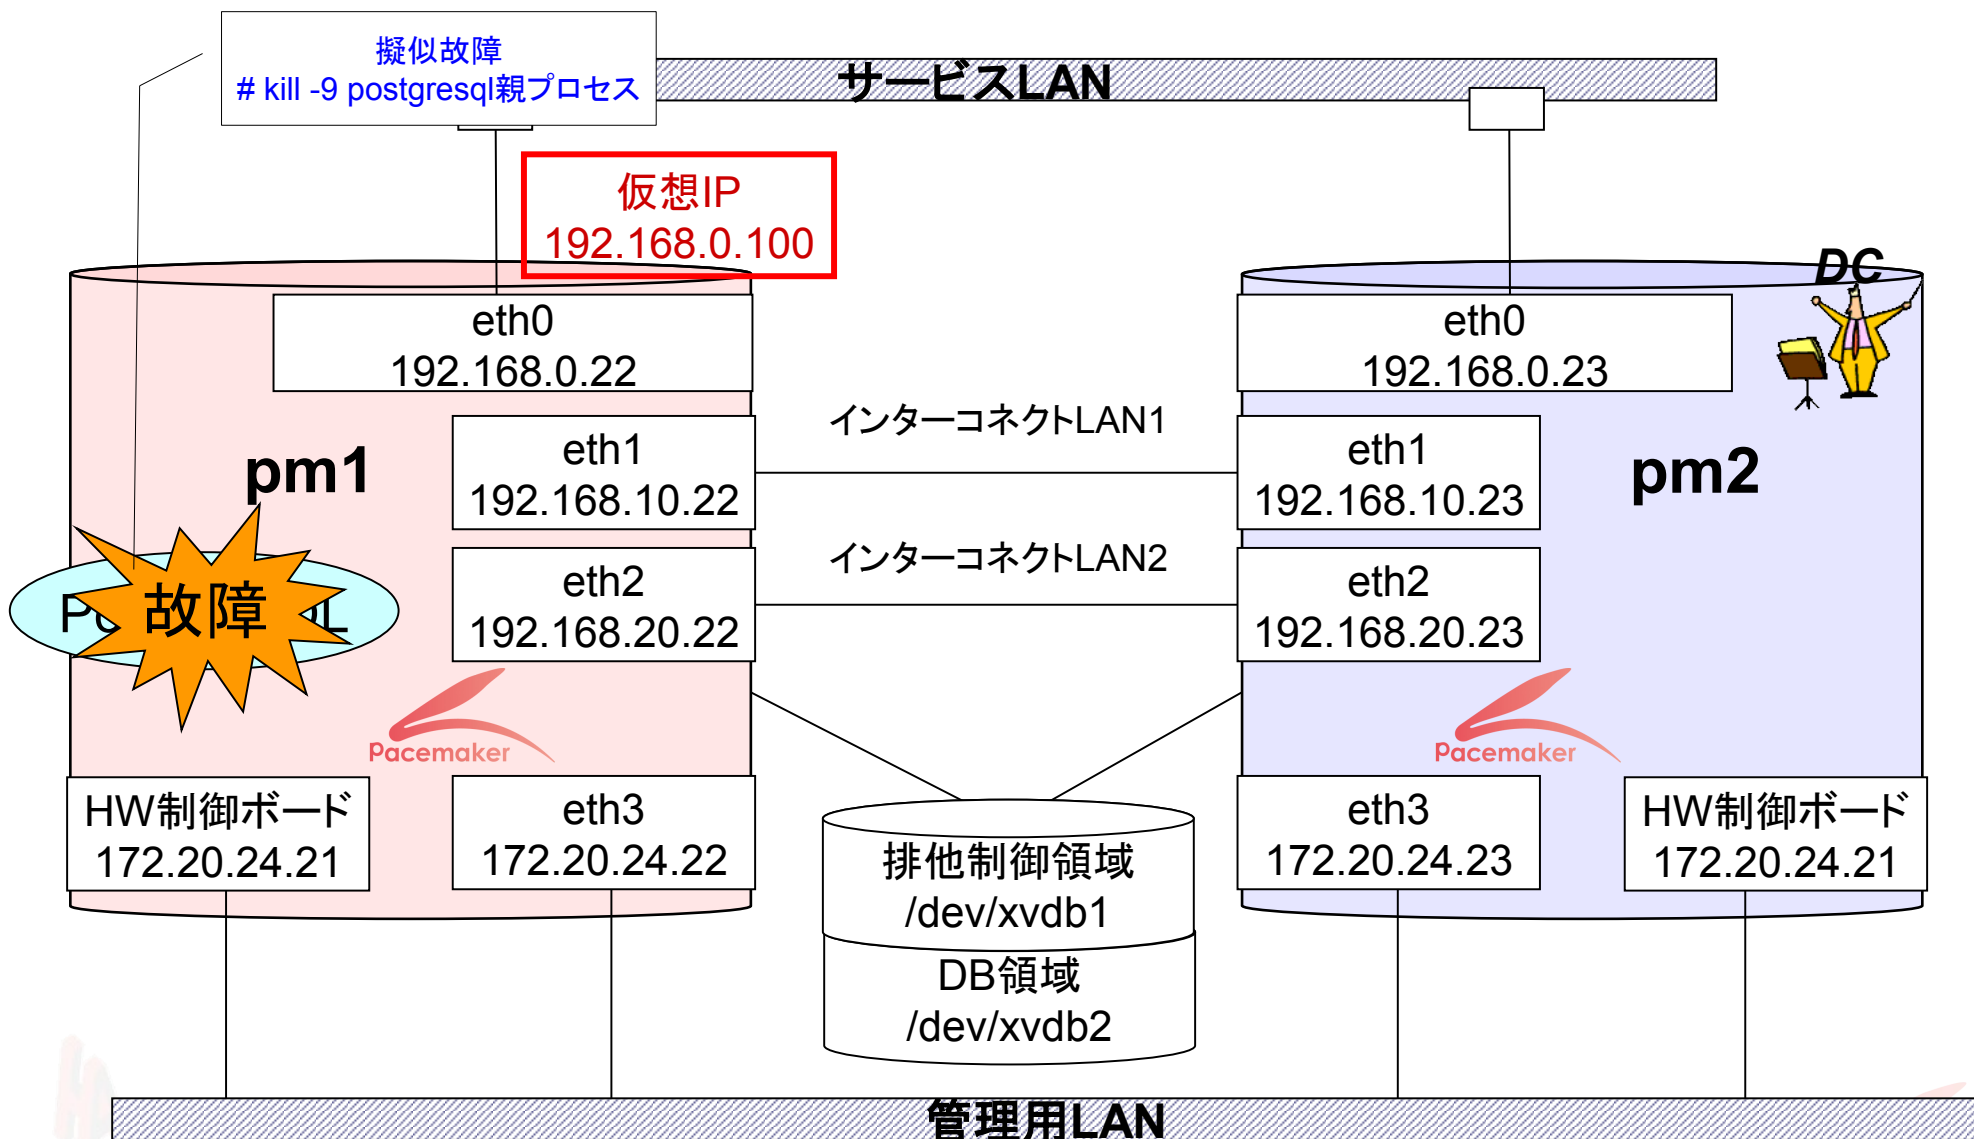 擬似故障
# kill -9 postgresql親プロセス
サービスLAN
仮想IP
192.168.0.100
DC
eth0
192.168.0.22
eth0
192.168.0.23
pm1
eth1
192.168.10.22
インターコネクトLAN1
eth1
192.168.10.23
pm2
故障
eth2
192.168.20.22
インターコネクトLAN2
eth2
192.168.20.23
Pacemaker
Pacemaker
HW制御ボード
172.20.24.21
eth3
172.20.24.22
排他制御領域
/dev/xvdb1
DB領域
/dev/xvdb2
eth3
172.20.24.23
HW制御ボード
172.20.24.21
管理用LAN